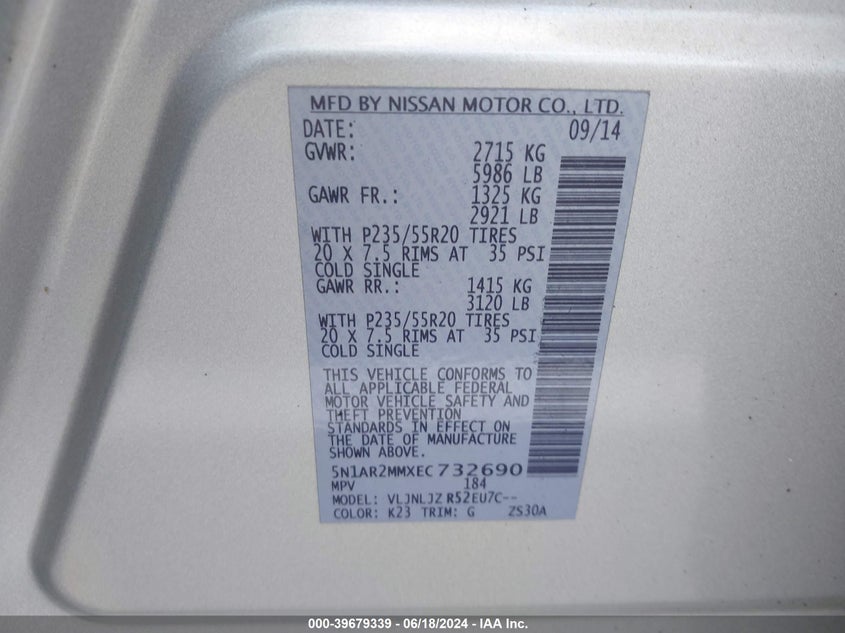 MFD BY NISSAN MOTOR CO., LTD.
DATE: 09/14
GVWR: 2715 KG
5986 LB
GAWR FR.: 1325 KG
2921 LB
WITH P235/55R20 TIRES
20 X 7.5 RIMS AT 35 PSI
COLD SINGLE
GAWR RR.: 1415 KG
3120 LB
WITH P235/55R20 TIRES
20 X 7.5 RIMS AT 35 PSI
COLD SINGLE
THIS VEHICLE CONFORMS TO
ALL APPLICABLE FEDERAL
MOTOR VEHICLE SAFETY AND
THEFT PREVENTION
STANDARDS IN EFFECT ON
THE DATE OF MANUFACTURE
SHOWN ABOVE.
5N1AR2MMXEC732690
MPV 184
MODEL: VLJNLJZ R52EU7C--
COLOR: K23 TRIM: G ZS30A
000-39679339 - 06/18/2024 - IAA Inc.